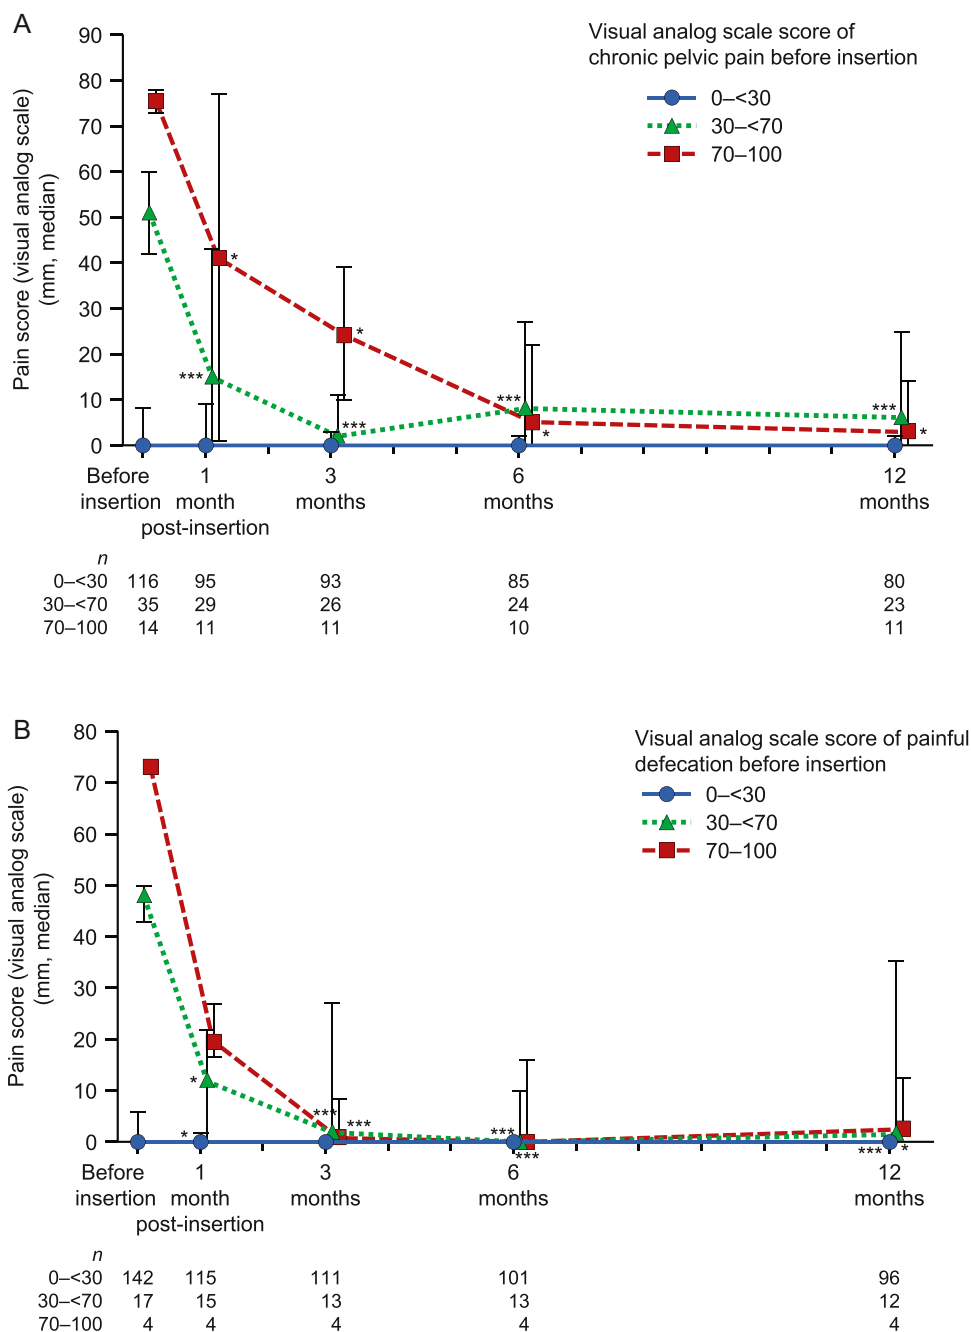 A
Visual analog scale score of
chronic pelvic pain before insertion
0–<30
30–<70
70–100
Pain score (visual analog scale)
(mm, median)
90
80
70
60
50
40
30
20
10
0
*
***
*
***
***
*
***
*
Before insertion
1 month post-insertion
3 months
6 months
12 months
n
0–<30 116 95 93 85 80
30–<70 35 29 26 24 23
70–100 14 11 11 10 11
B
Visual analog scale score of painful
defecation before insertion
0–<30
30–<70
70–100
Pain score (visual analog scale)
(mm, median)
80
70
60
50
40
30
20
10
0
*
*
***
***
***
***
***
*
Before insertion
1 month post-insertion
3 months
6 months
12 months
n
0–<30 142 115 111 101 96
30–<70 17 15 13 13 12
70–100 4 4 4 4 4